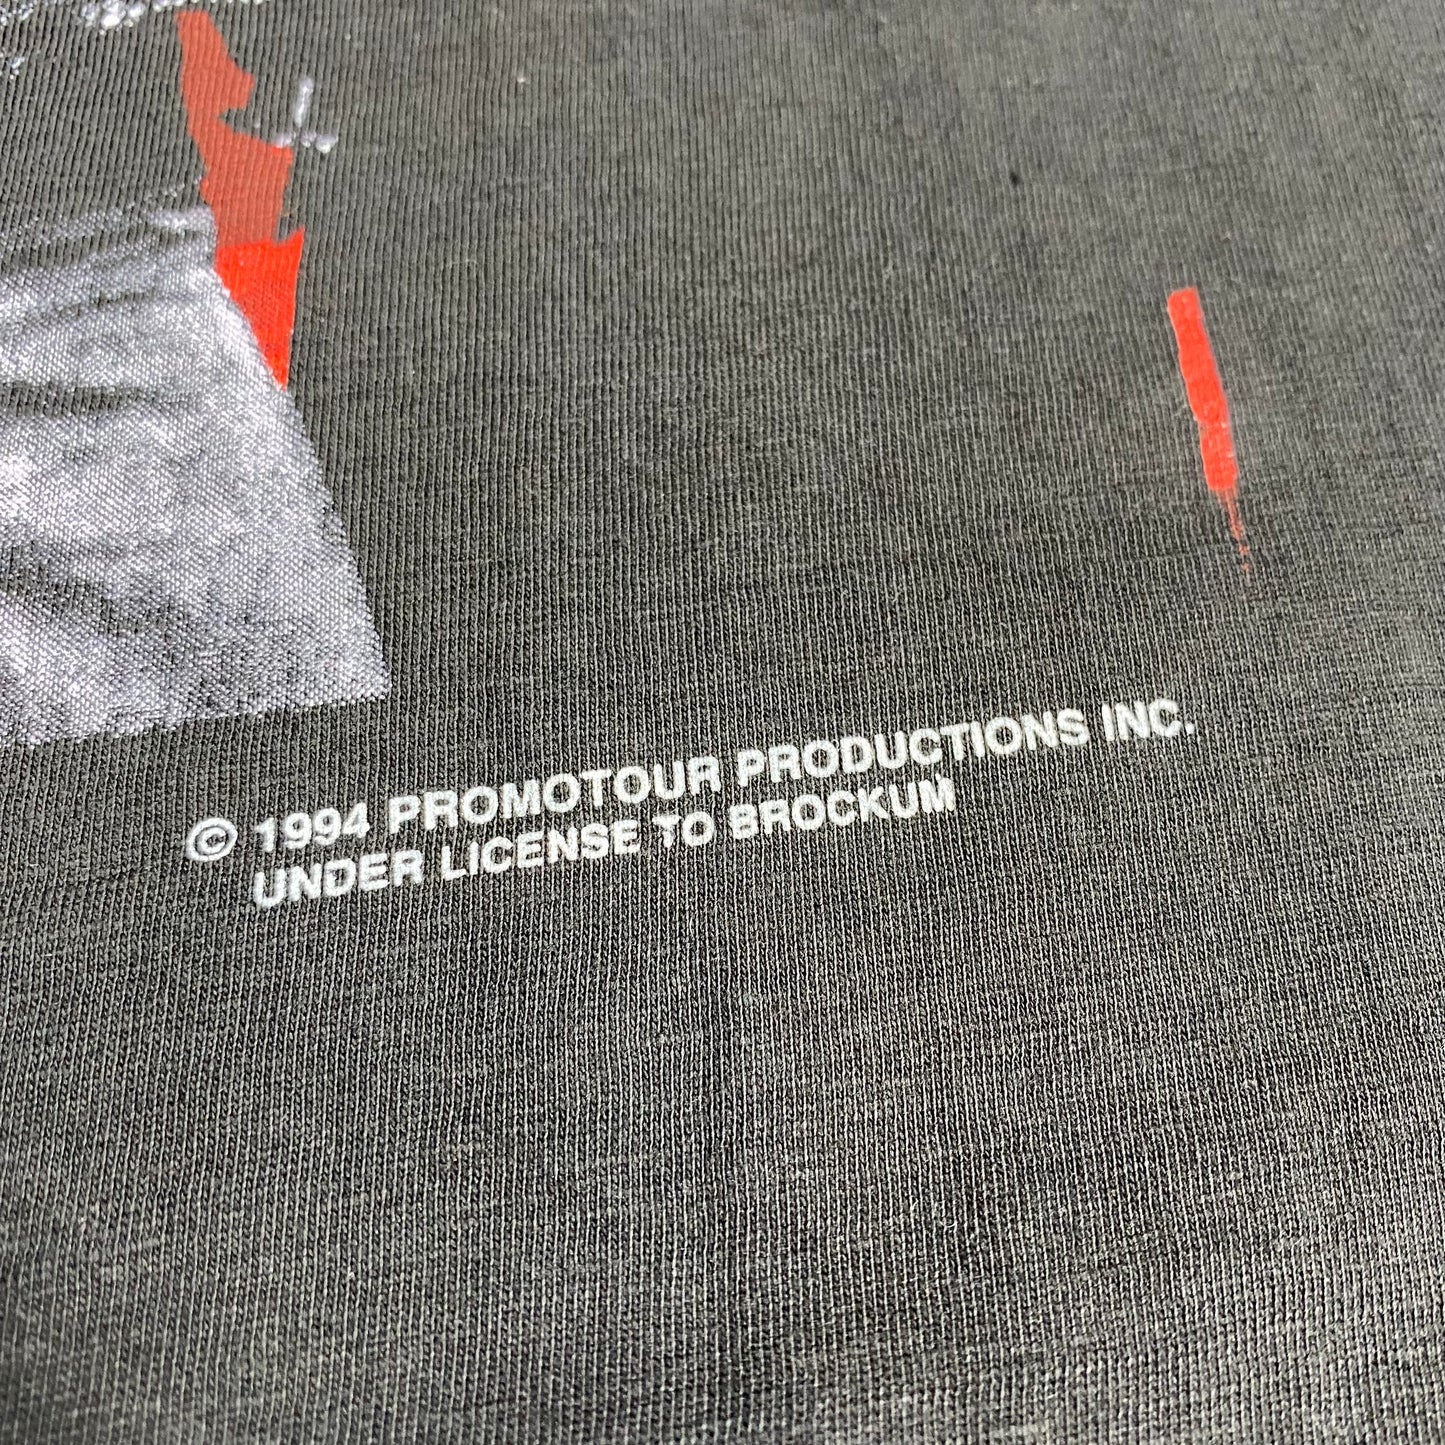 © 1994 PROMOTOUR PRODUCTIONS INC.
UNDER LICENSE TO BROCKUM